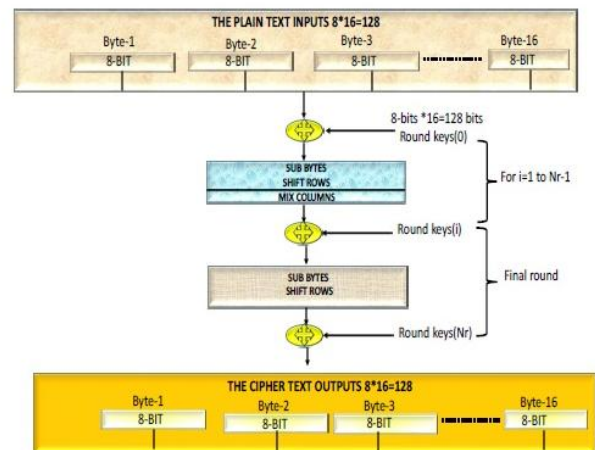 THE PLAIN TEXT INPUTS 8*16=128
Byte-1 Byte-2 Byte-3 Byte-16
8-BIT 8-BIT 8-BIT 8-BIT
8-bits *16=128 bits
Round keys(0)
SUB BYTES
SHIFT ROWS
MIX COLUMNS
For i=1 to Nr-1
Round keys(i)
SUB BYTES
SHIFT ROWS
Final round
Round keys(Nr)
THE CIPHER TEXT OUTPUTS 8*16=128
Byte-1 Byte-2 Byte-3 Byte-16
8-BIT 8-BIT 8-BIT 8-BIT